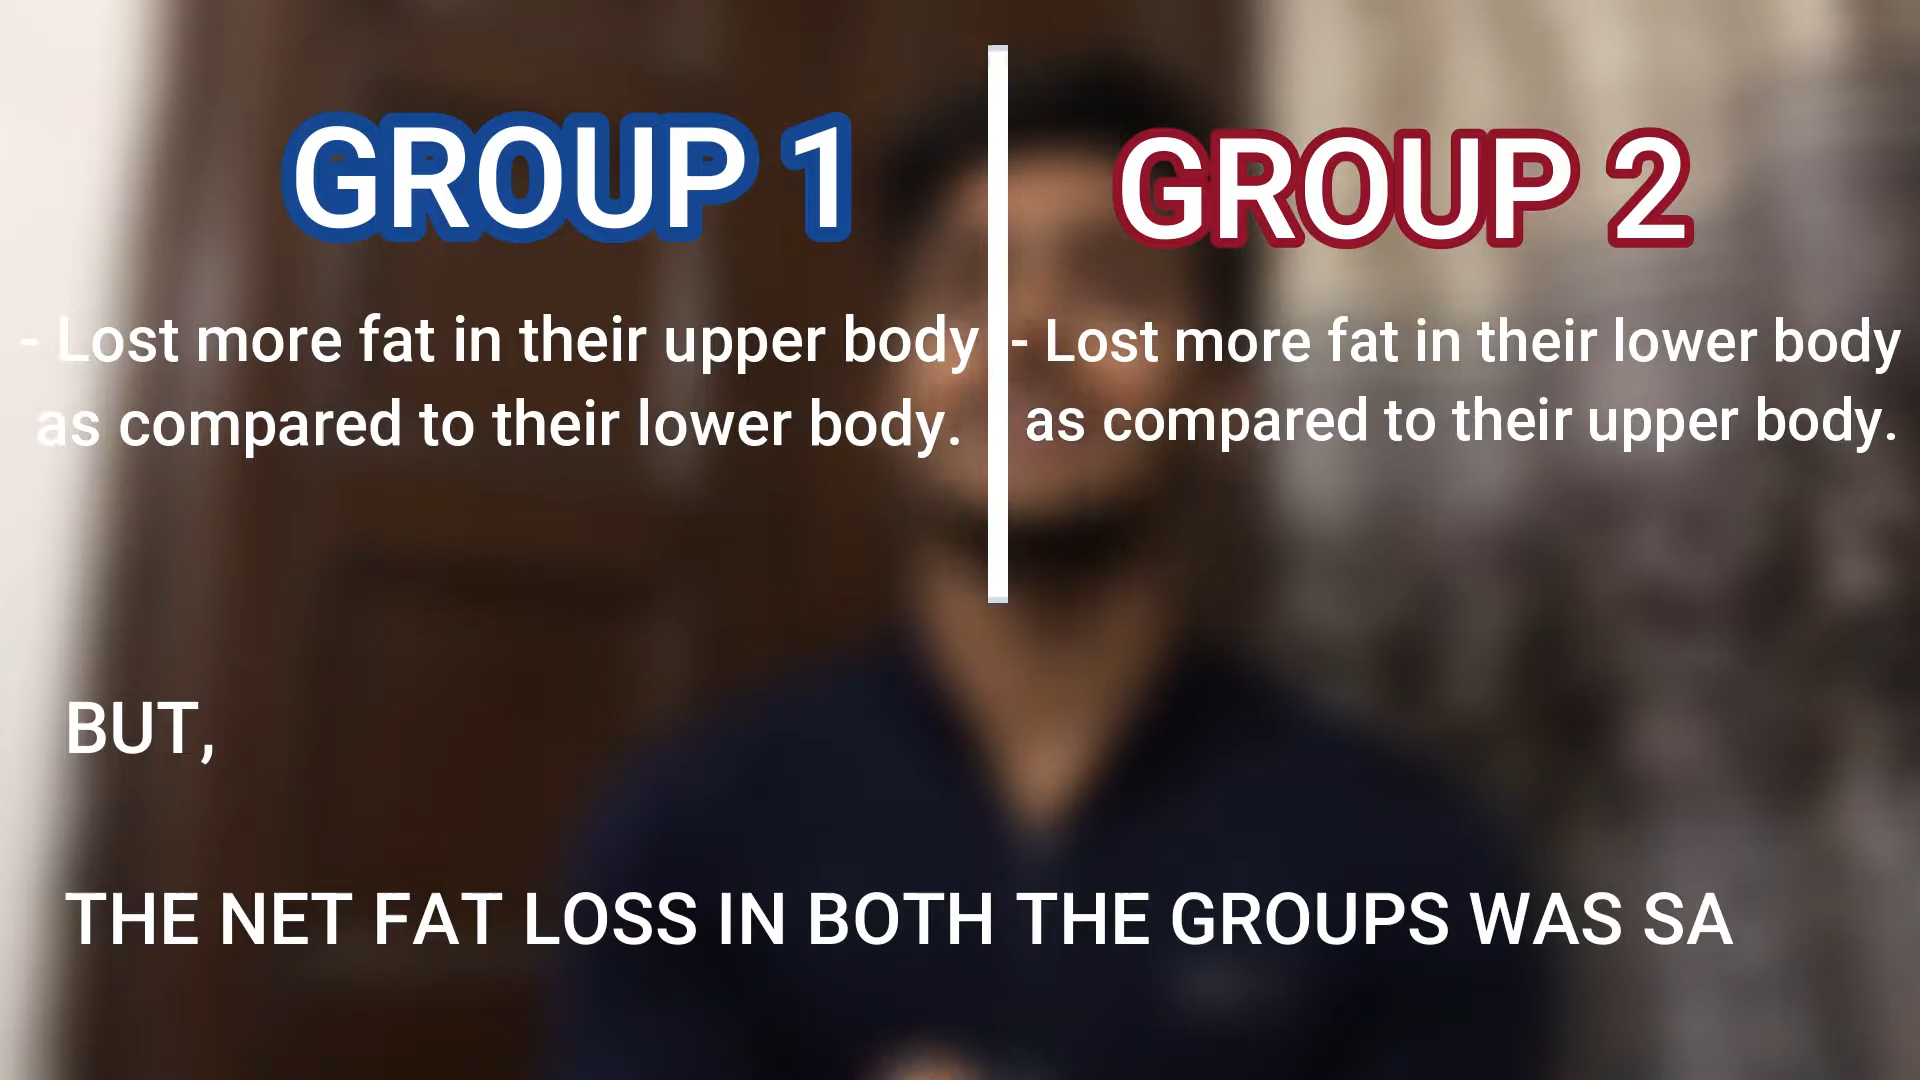 GROUP 1
- Lost more fat in their upper body
as compared to their lower body.
GROUP 2
- Lost more fat in their lower body
as compared to their upper body.
BUT,
THE NET FAT LOSS IN BOTH THE GROUPS WAS SA